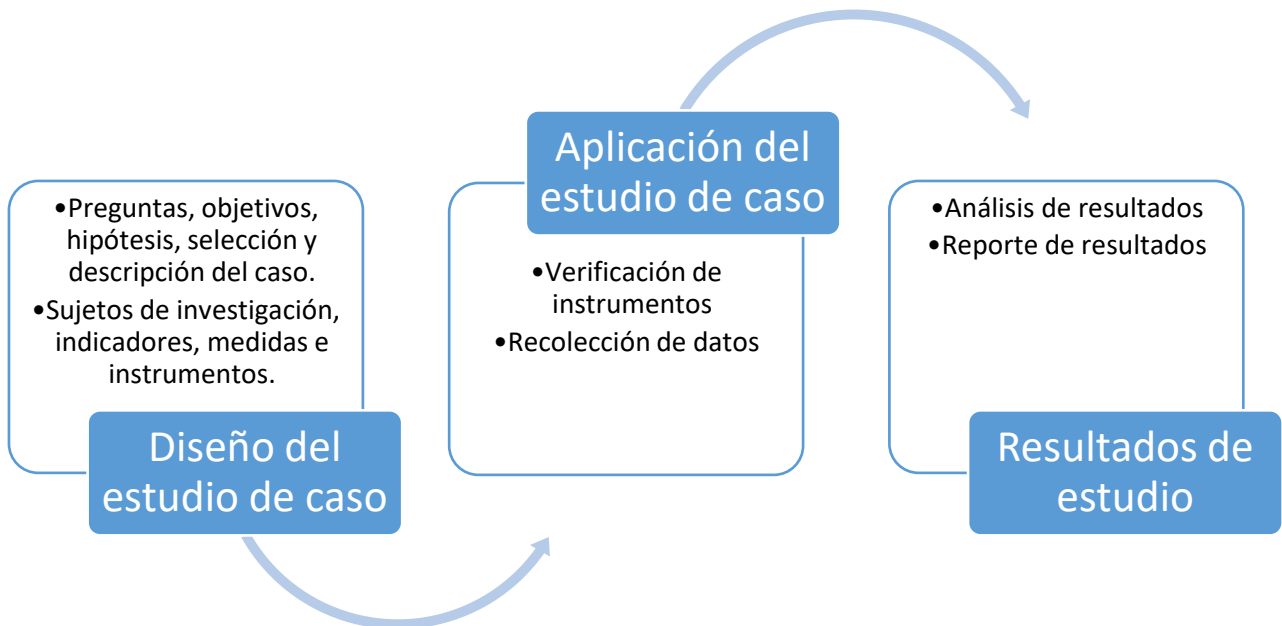 •Preguntas, objetivos,
hipótesis, selección y
descripción del caso.
•Sujetos de investigación,
indicadores, medidas e
instrumentos.
Diseño del
estudio de caso
Aplicación del
estudio de caso
•Verificación de
instrumentos
•Recolección de datos
•Análisis de resultados
•Reporte de resultados
Resultados de
estudio